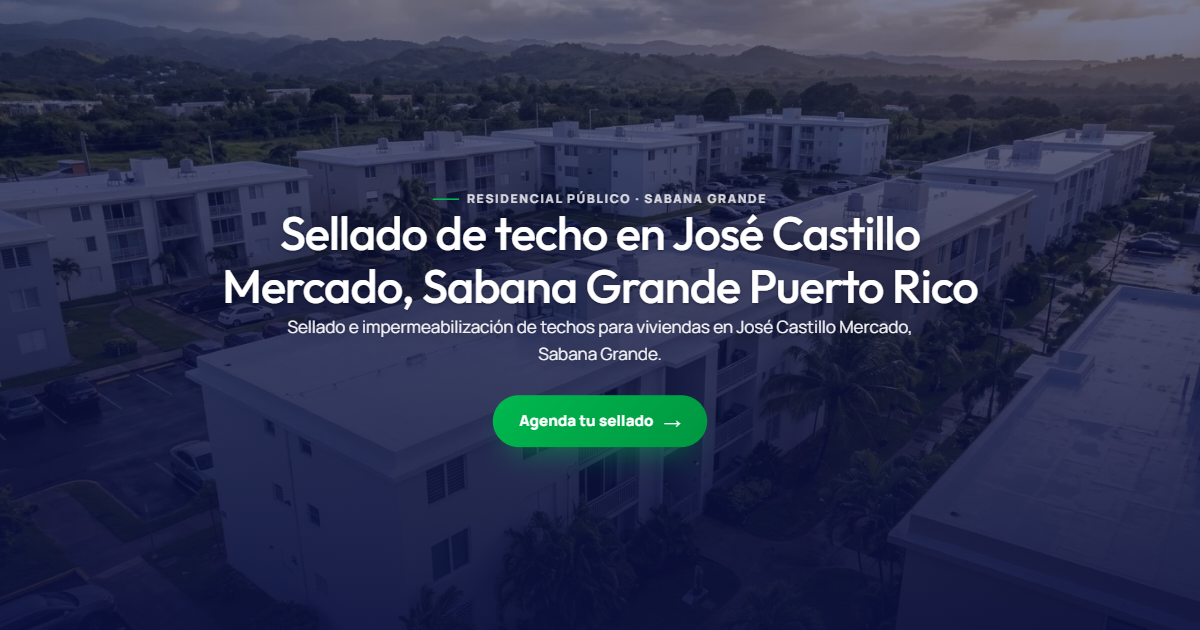 RESIDENCIAL PÚBLICO · SABANA GRANDE
Sellado de techo en José Castillo
Mercado, Sabana Grande Puerto Rico
Sellado e impermeabilización de techos para viviendas en José Castillo Mercado,
Sabana Grande.
Agenda tu sellado →